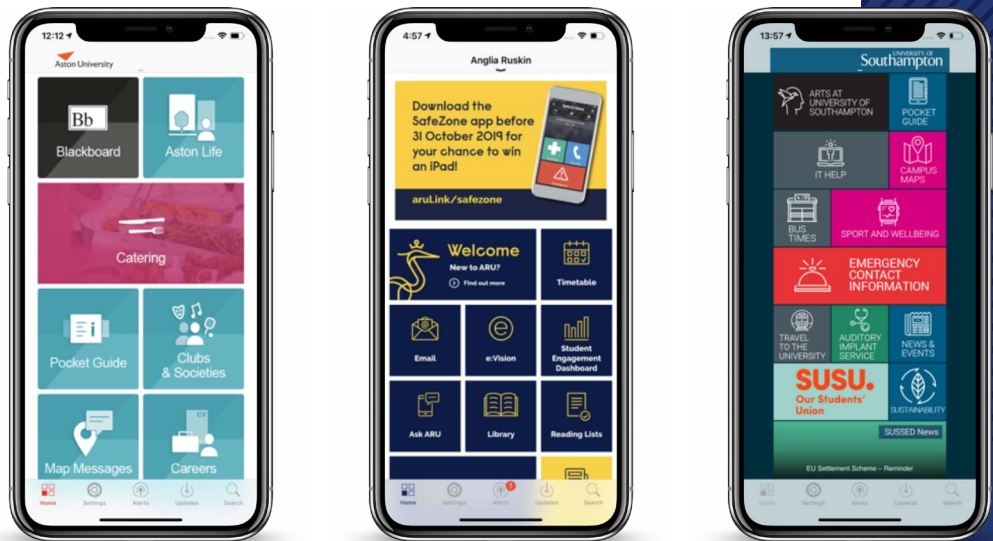 12:12
Aston University
Bb
Blackboard
Aston Life
Catering
Pocket Guide
Clubs
& Societies
Map Messages
CV
Careers
Home
Settings
Alerts
Updates
Search
4:57
Anglia Ruskin
Download the
SafeZone app before
31 October 2019 for
your chance to win
an iPad!
aruLink/safezone
Welcome
New to ARU?
Find out more
Timetable
Email
e:Vision
Student
Engagement
Dashboard
Ask ARU
Library
Reading Lists
1
Home
Settings
Alerts
Updates
Search
13:57
UNIVERSITY OF
Southampton
ARTS AT
UNIVERSITY OF
SOUTHAMPTON
POCKET
GUIDE
IT HELP
CAMPUS
MAPS
BUS
TIMES
SPORT AND WELLBEING
EMERGENCY
CONTACT
INFORMATION
TRAVEL
TO THE
UNIVERSITY
AUDITORY
IMPLANT
SERVICE
NEWS &
EVENTS
SUSU.
Our Students'
Union
SUSTAINABILITY
SUSSED News
EU Settlement Scheme – Reminder
Home
Settings
Alerts
Updates
Search